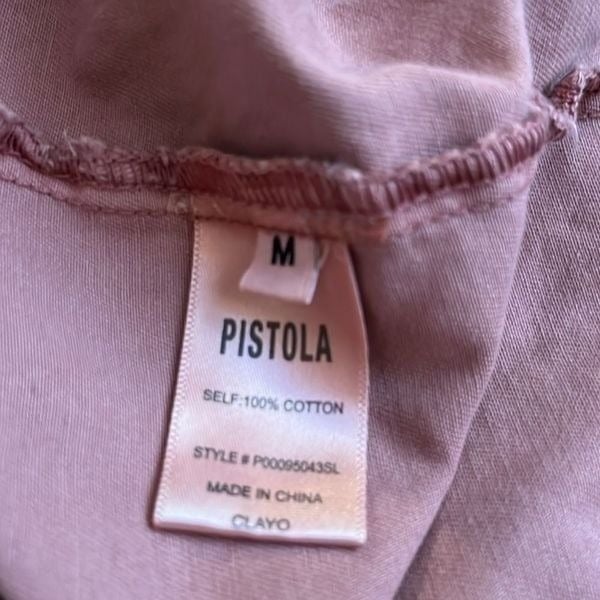 M
PISTOLA
SELF:100% COTTON
STYLE # P00095043SL
MADE IN CHINA
CLAYO